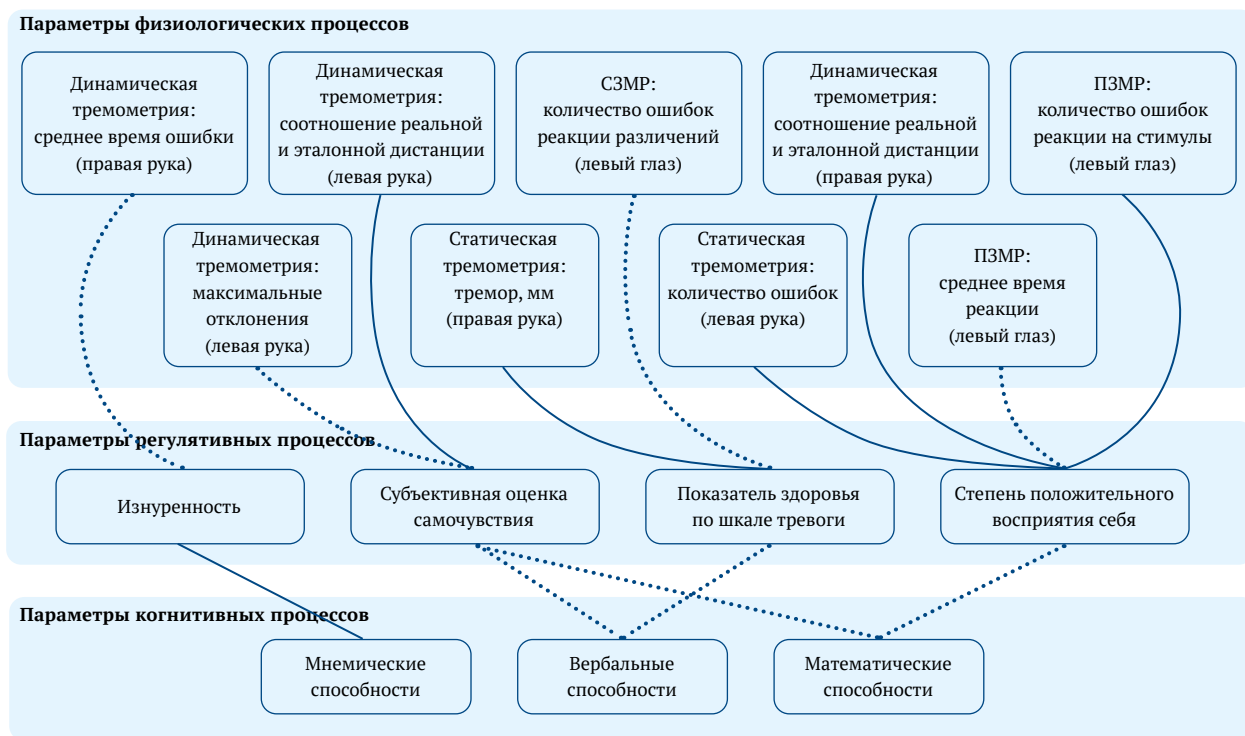 Параметры физиологических процессов
Динамическая
тремометрия:
среднее время ошибки
(правая рука)
Динамическая
тремометрия:
соотношение реальной
и эталонной дистанции
(левая рука)
СЗМР:
количество ошибок
реакции различений
(левый глаз)
Динамическая
тремометрия:
соотношение реальной
и эталонной дистанции
(правая рука)
ПЗМР:
количество ошибок
реакции на стимулы
(левый глаз)
Динамическая
тремометрия:
максимальные
отклонения
(левая рука)
Статическая
тремометрия:
тремор, мм
(правая рука)
Статическая
тремометрия:
количество ошибок
(левая рука)
ПЗМР:
среднее время
реакции
(левый глаз)
Параметры регулятивных процессов
Изнуренность
Субъективная оценка
самочувствия
Показатель здоровья
по шкале тревоги
Степень положительного
восприятия себя
Параметры когнитивных процессов
Мнемические
способности
Вербальные
способности
Математические
способности